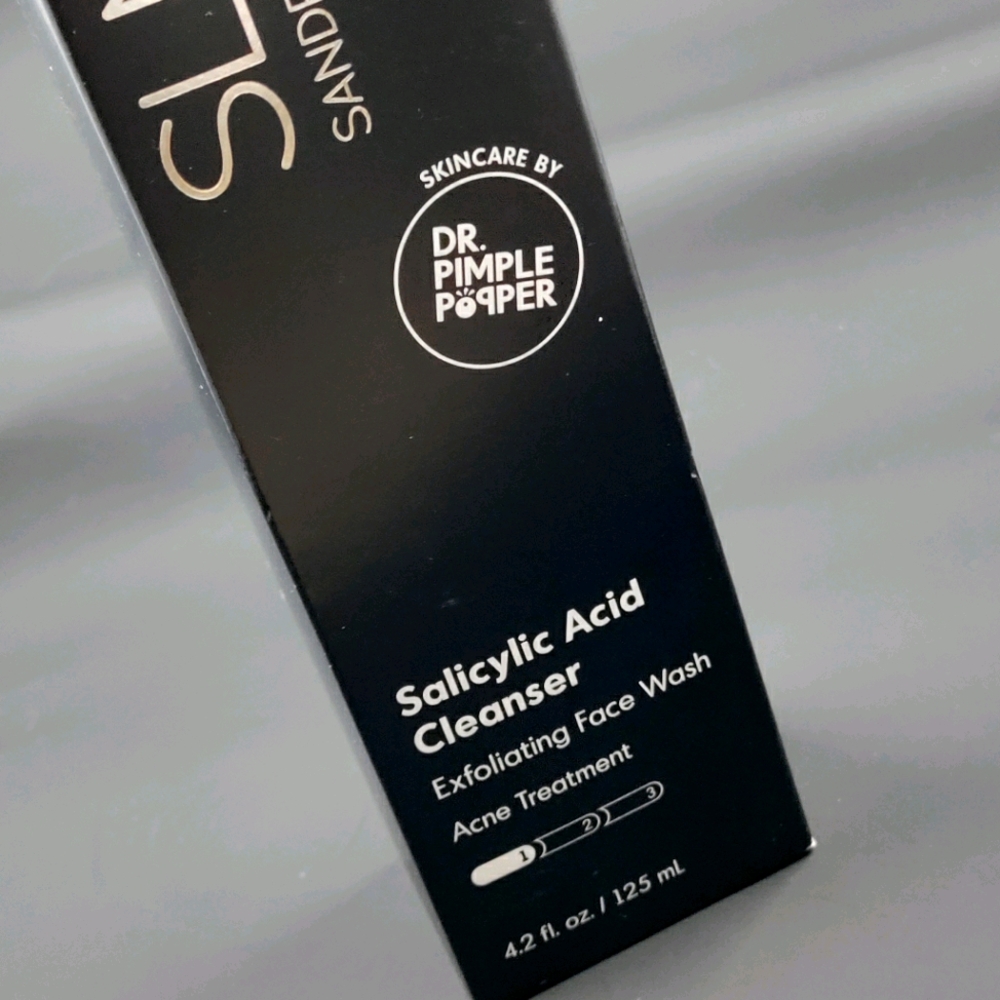 SKINCARE BY
DR.
PIMPLE
POPPER
Salicylic Acid
Cleanser
Exfoliating Face Wash
Acne Treatment
1 2 3
4.2 fl. oz. / 125 mL